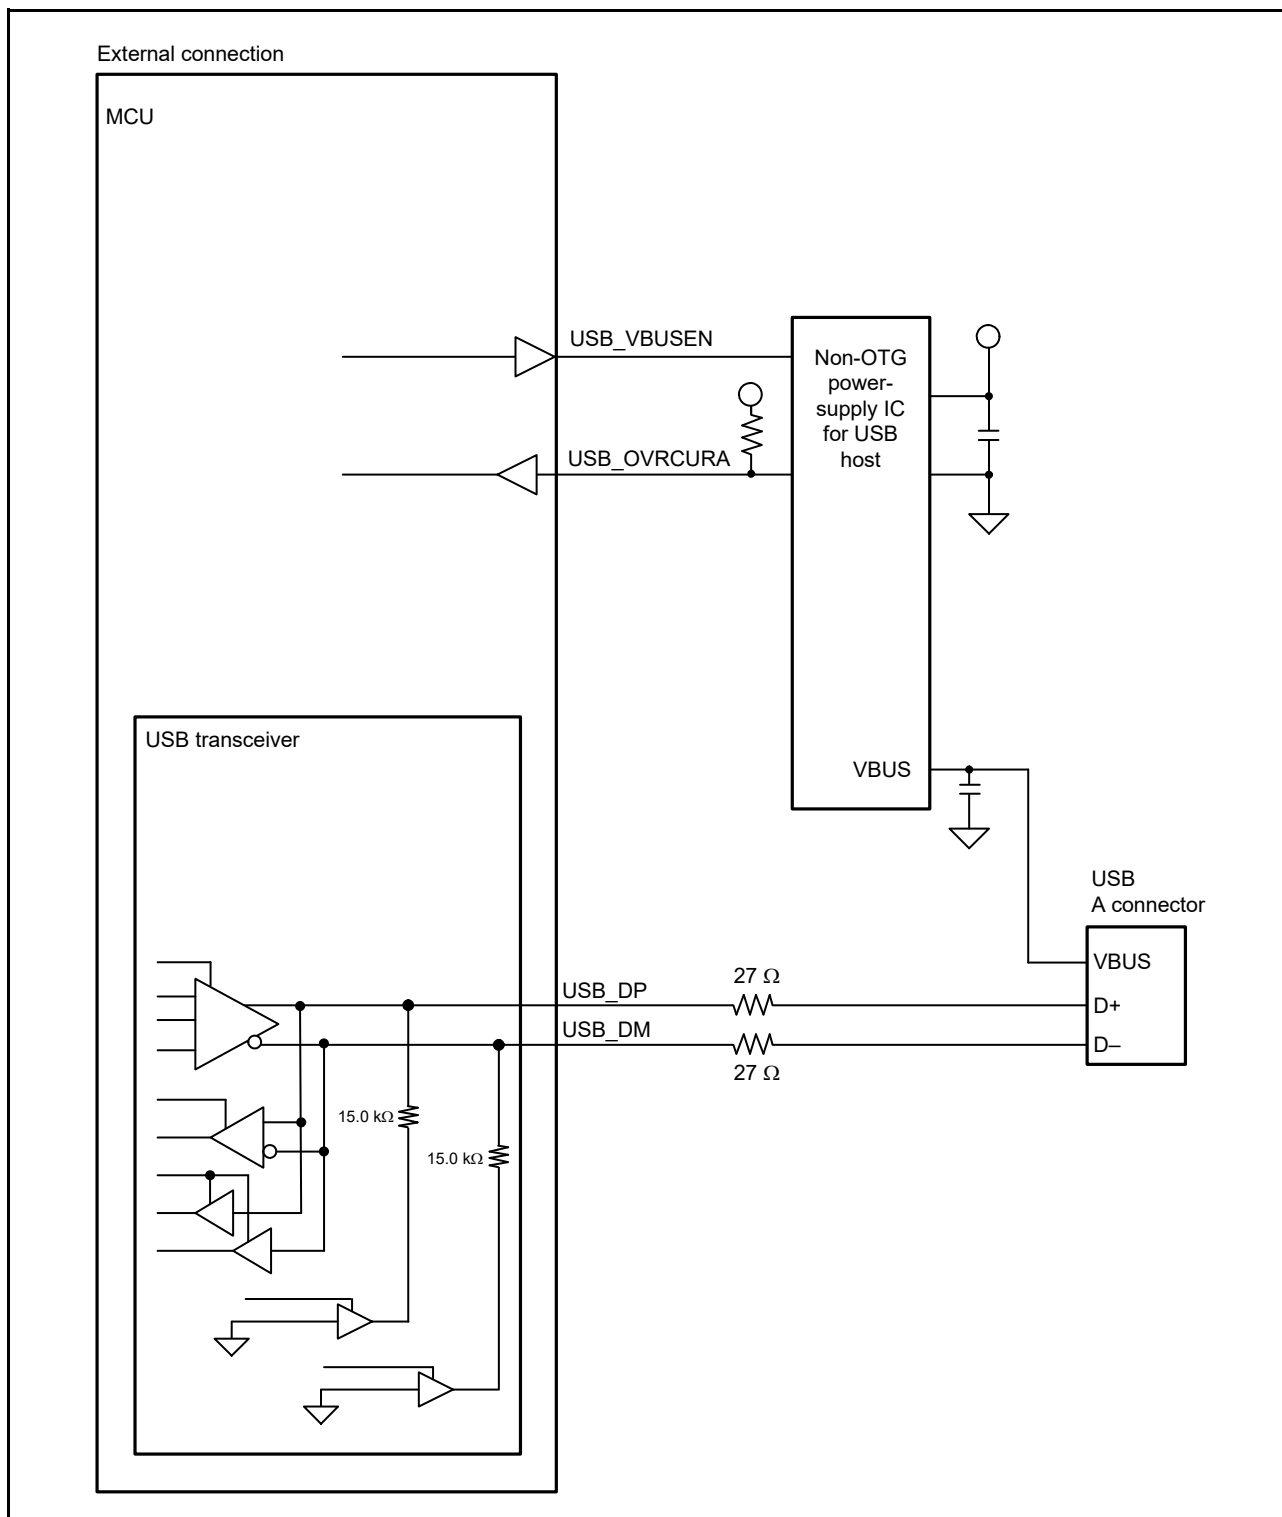 External connection
MCU
USB_VBUSEN
Non-OTG
power-
supply IC
for USB
host
USB_OVRCURA
USB transceiver
VBUS
USB
A connector
VBUS
27 Ω
USB_DP
D+
USB_DM
D–
27 Ω
15.0 kΩ
15.0 kΩ